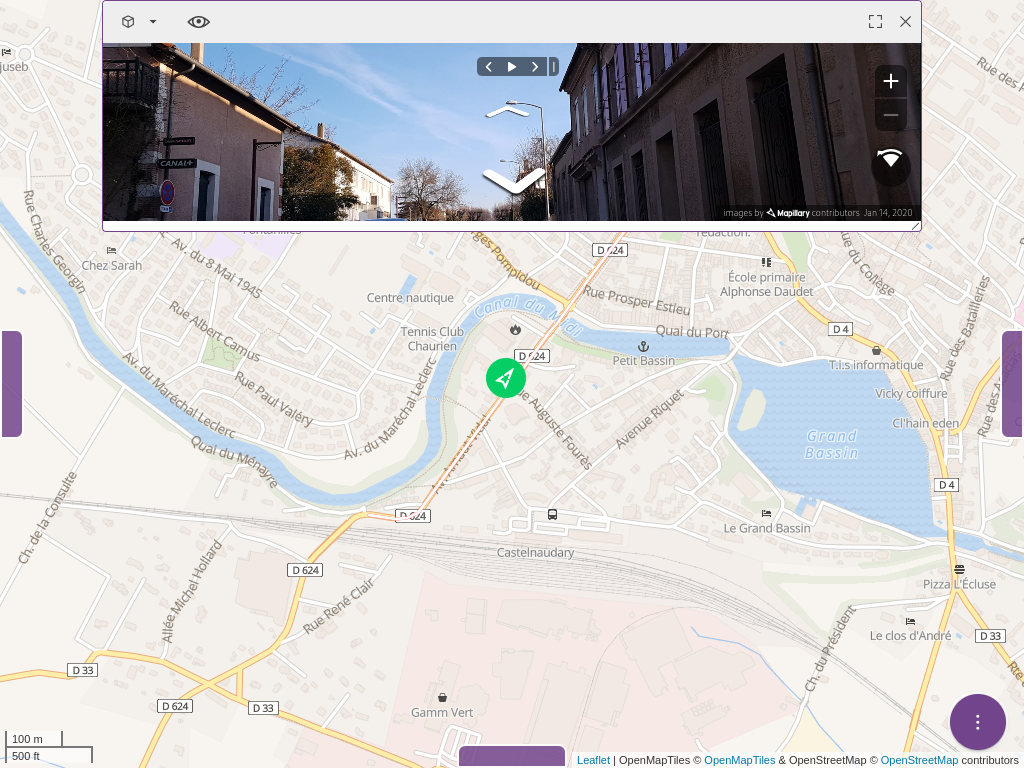 CANAL+
images by Mapillary contributors Jan 14, 2020
juseb
Rue des
Rue Charles Georgin
Fontanilles
rédaction.
Chez Sarah
Av. du 8 Mai 1945
ges Pompidou
D 624
École primaire
Alphonse Daudet
Rue du Collège
Rue des Batailleries
Centre nautique
Canal du Midi
Rue Prosper Estieu
Quai du Port
D 4
Rue Albert Camus
Tennis Club
Chaurien
D 624
Petit Bassin
T.I.s informatique
Av. du Maréchal Leclerc
Rue Paul Valéry
Av. du Maréchal Leclerc
Rue Auguste Fourès
Avenue Riquet
Vicky coiffure
Cl'hain eden
Rue des
Grand
Bassin
Quai du Ménayre
D 4
Ch. de la Consulte
D 624
Le Grand Bassin
Castelnaudary
Allée Michel Hollard
D 624
Rue René Clair
Pizza L'Écluse
Le clos d'André
D 33
Ch. du Président
D 33
Rte
D 624
D 33
Gamm Vert
100 m
500 ft
Leaflet | OpenMapTiles © OpenMapTiles & OpenStreetMap © OpenStreetMap contributors